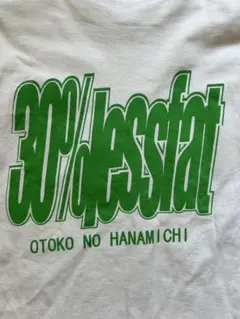 30%lessfat
OTOKO NO HANAMICHI